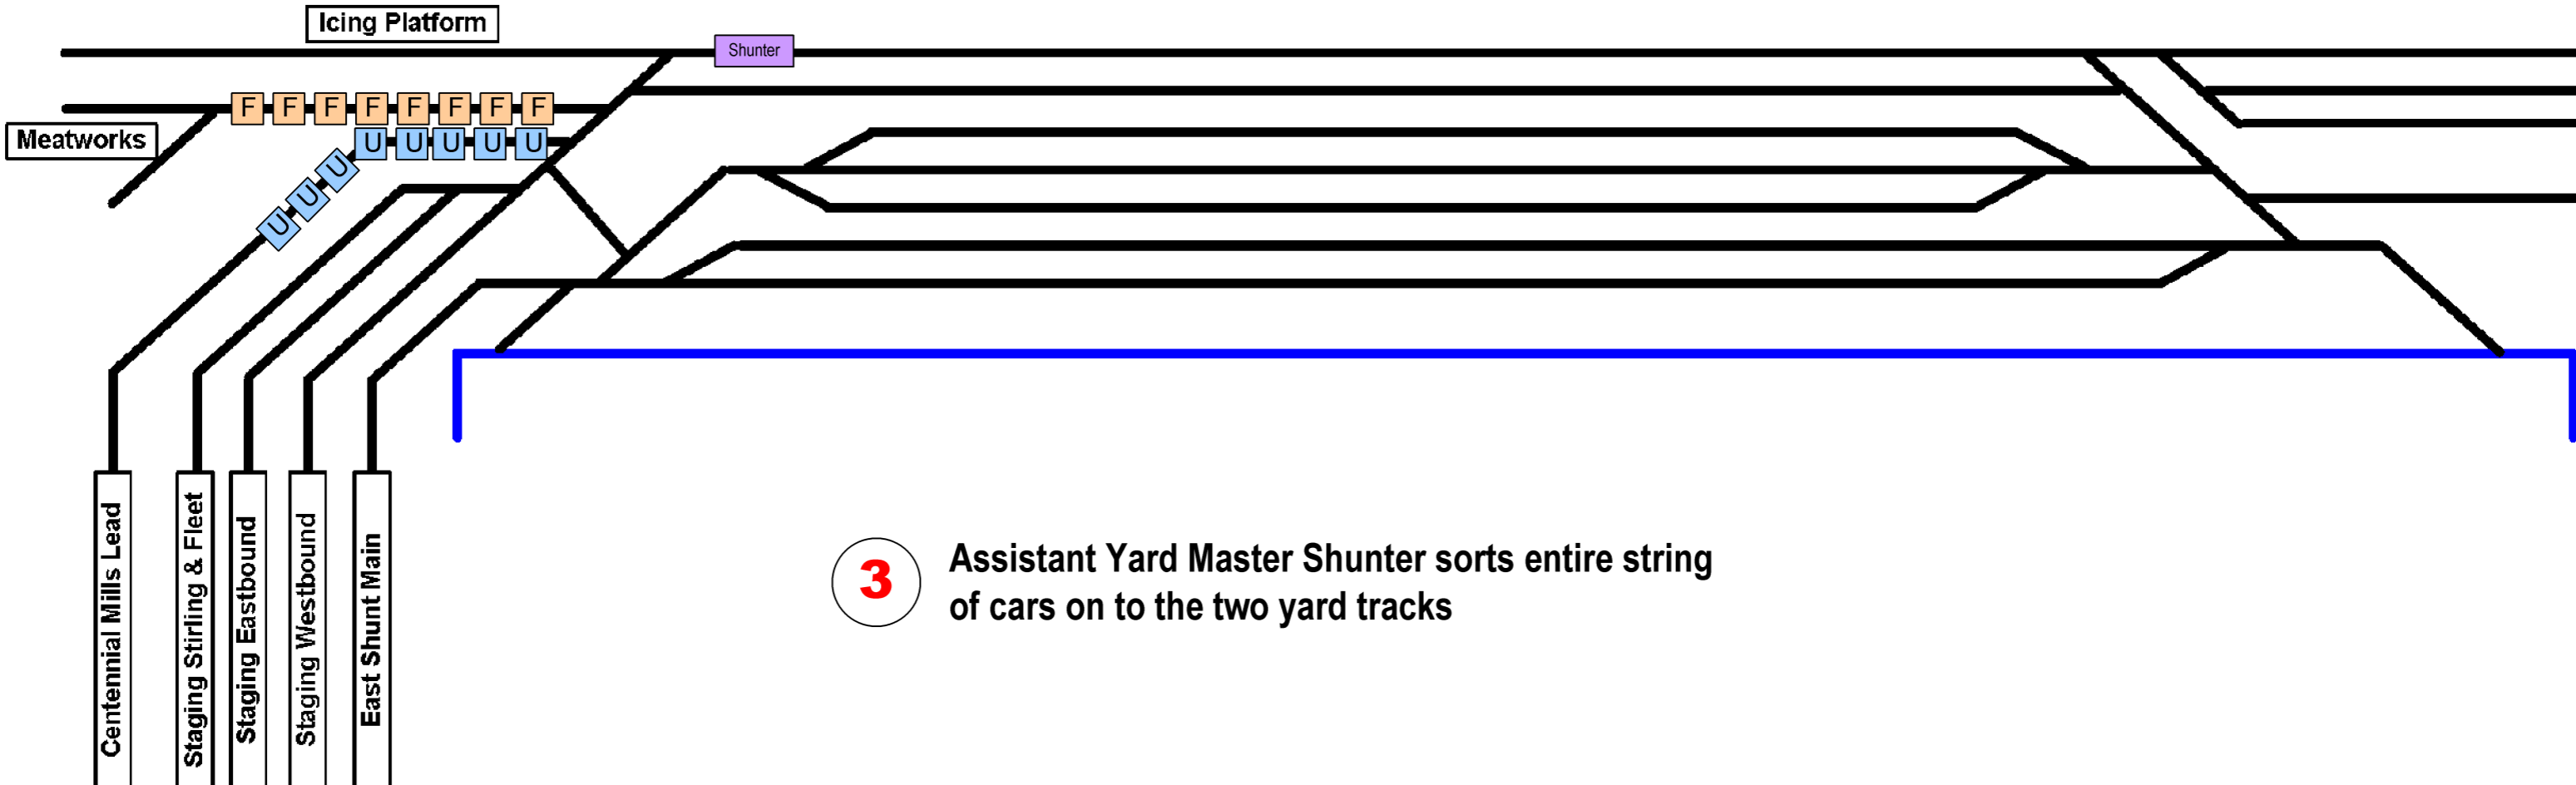 Icing Platform
Shunter
F F F F F F F F
Meatworks
U U U U U
U
U
U
Centennial Mills Lead
Staging Stirling & Fleet
Staging Eastbound
Staging Westbound
East Shunt Main
3
Assistant Yard Master Shunter sorts entire string
of cars on to the two yard tracks